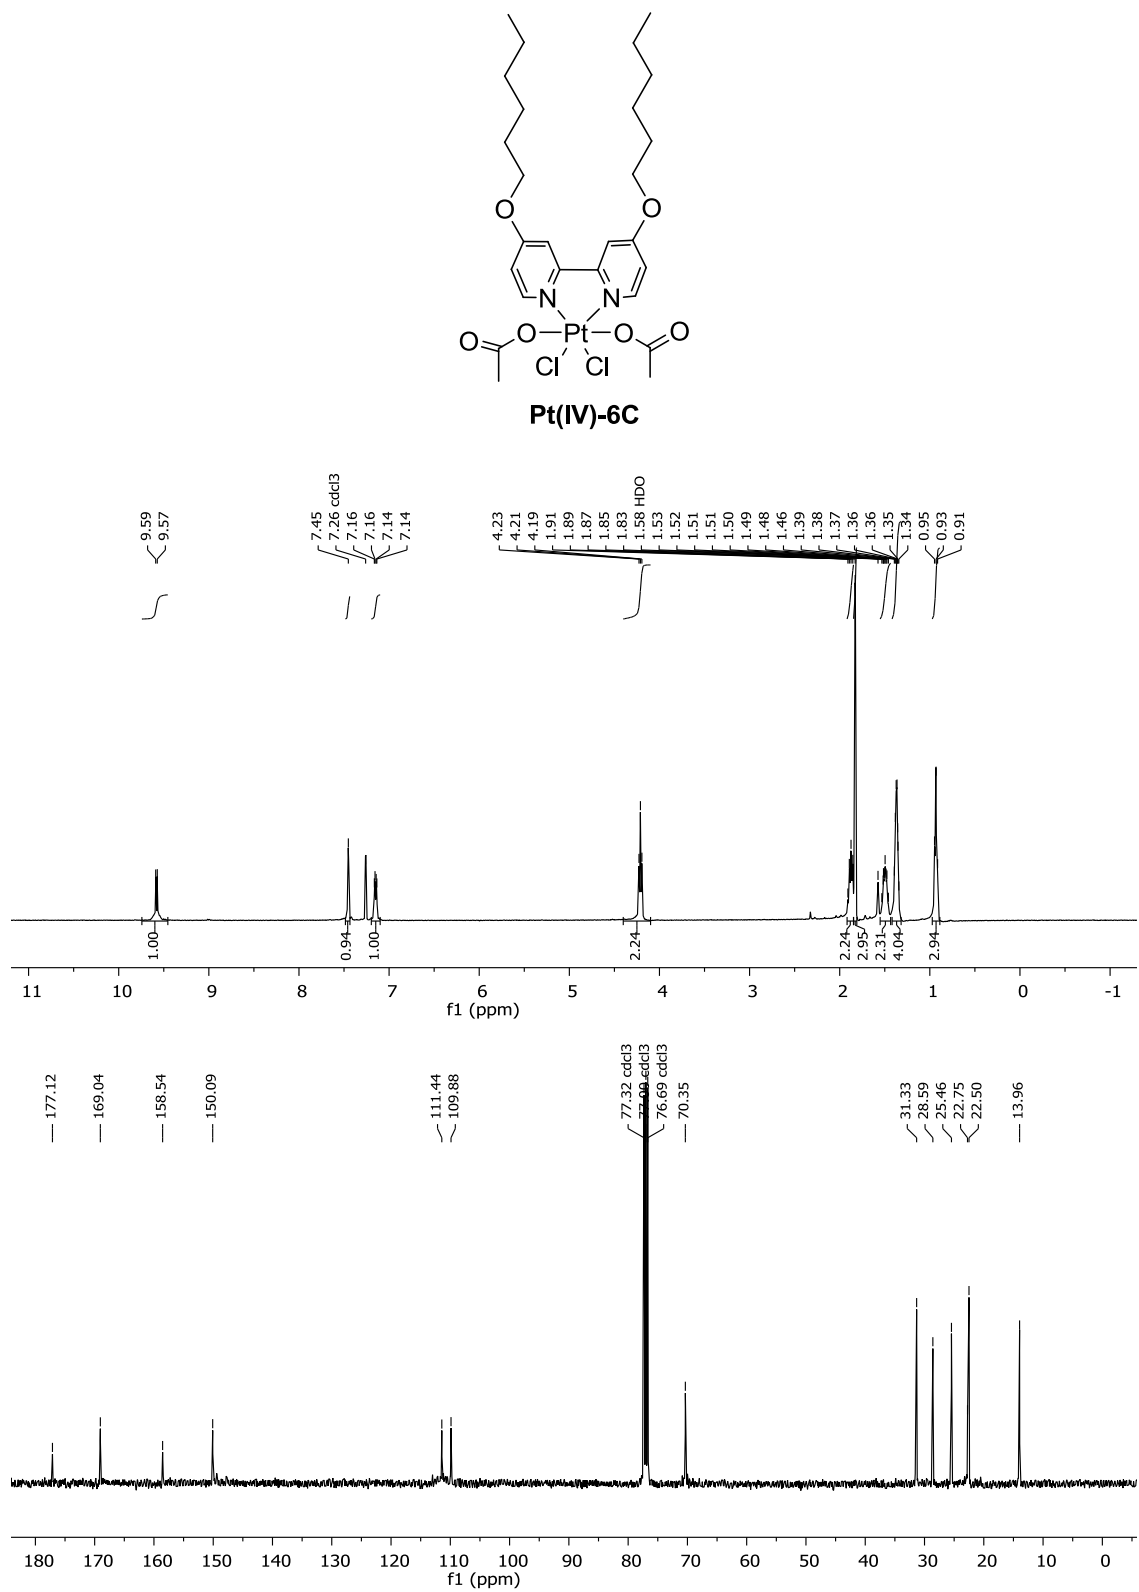 O
O
N
N
O
O
Pt
O
O
Cl
Cl
Pt(IV)-6C
9.59
9.57
7.45
7.26 cdcl3
7.16
7.16
7.14
7.14
4.23
4.21
4.19
1.91
1.89
1.87
1.85
1.83
1.58 HDO
1.53
1.52
1.51
1.51
1.50
1.49
1.48
1.46
1.39
1.38
1.37
1.36
1.36
1.35
1.34
0.95
0.93
0.91
1.00
0.94
1.00
2.24
2.24
2.95
2.31
4.04
2.94
11 10 9 8 7 6 5 4 3 2 1 0 -1
f1 (ppm)
177.12
169.04
158.54
150.09
111.44
109.88
77.32 cdcl3
77.00 cdcl3
76.69 cdcl3
70.35
31.33
28.59
25.46
22.75
22.50
13.96
180 170 160 150 140 130 120 110 100 90 80 70 60 50 40 30 20 10 0
f1 (ppm)